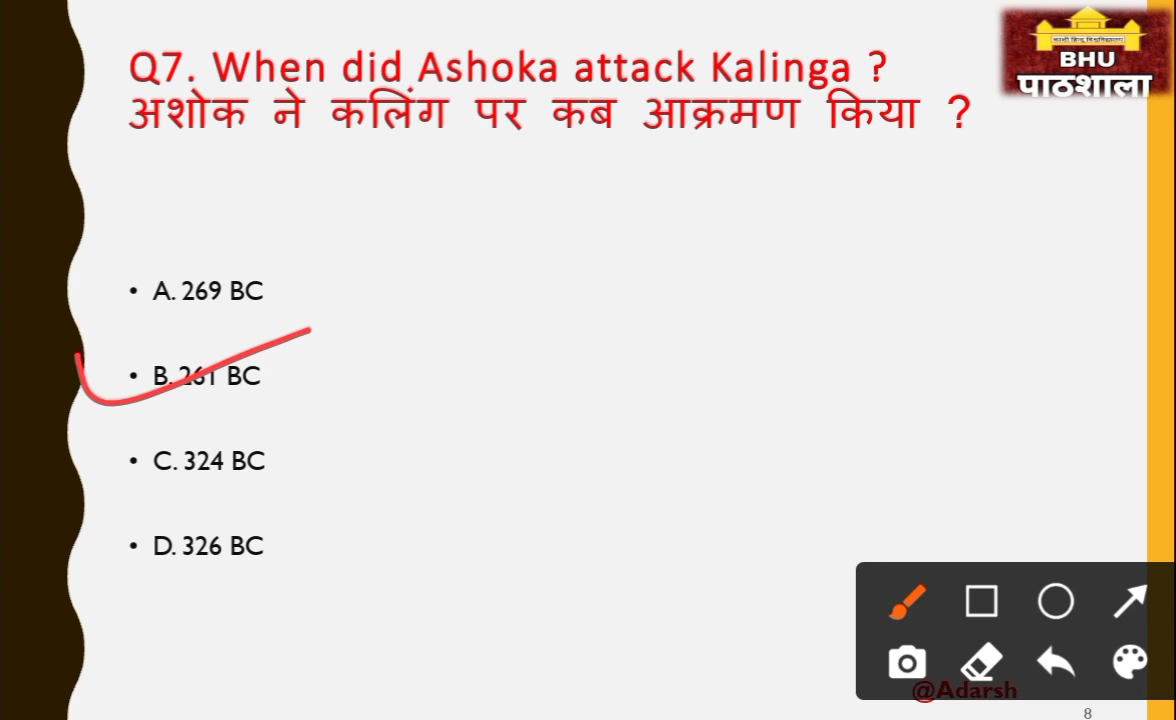 Q7. When did Ashoka attack Kalinga ?
अशोक ने कलिंग पर कब आक्रमण किया ?
BHU
पाठशाला
• A. 269 BC
• B. 261 BC
• C. 324 BC
• D. 326 BC
@Adarsh
8